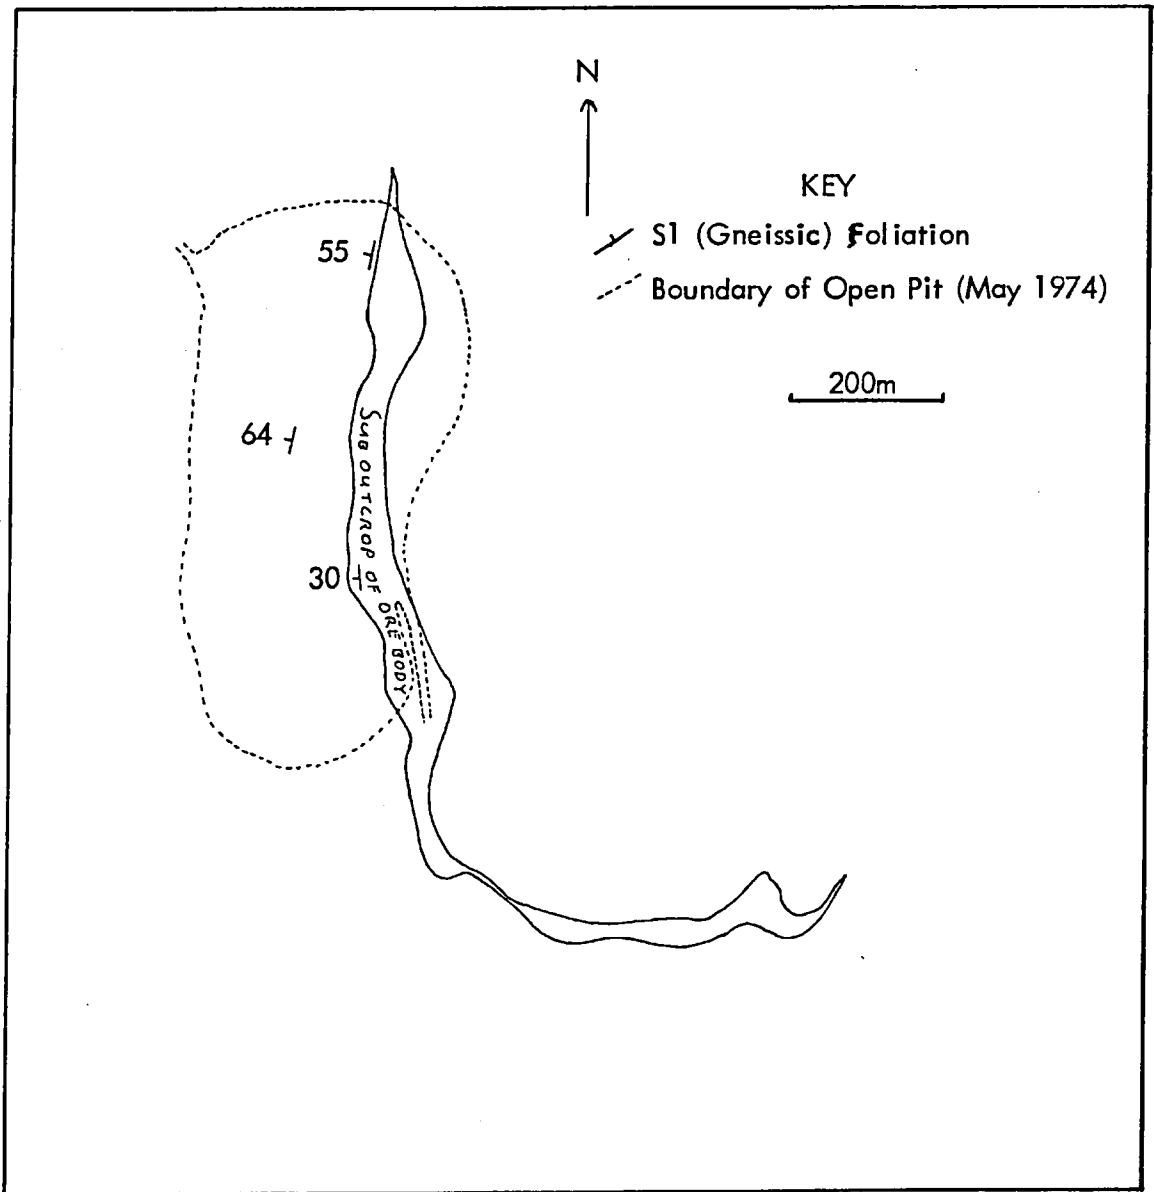 N
KEY
S1 (Gneissic) Foliation
Boundary of Open Pit (May 1974)
200m
55
64
30
SUB OUTCROP OF ORE BODY